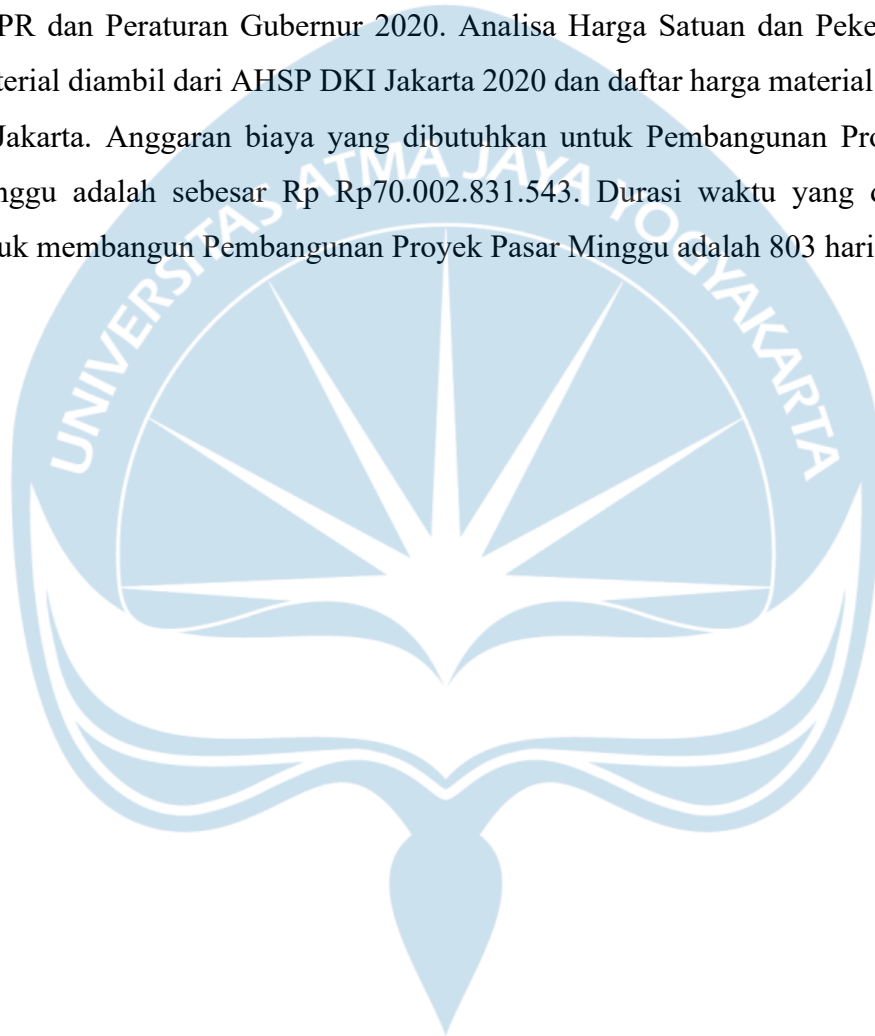 PR dan Peraturan Gubernur 2020. Analisa Harga Satuan dan Peke
terial diambil dari AHSP DKI Jakarta 2020 dan daftar harga material
Jakarta. Anggaran biaya yang dibutuhkan untuk Pembangunan Pro
nggu adalah sebesar Rp Rp70.002.831.543. Durasi waktu yang d
uk membangun Pembangunan Proyek Pasar Minggu adalah 803 hari
UNIVERSITAS ATMA JAYA YOGYAKARTA